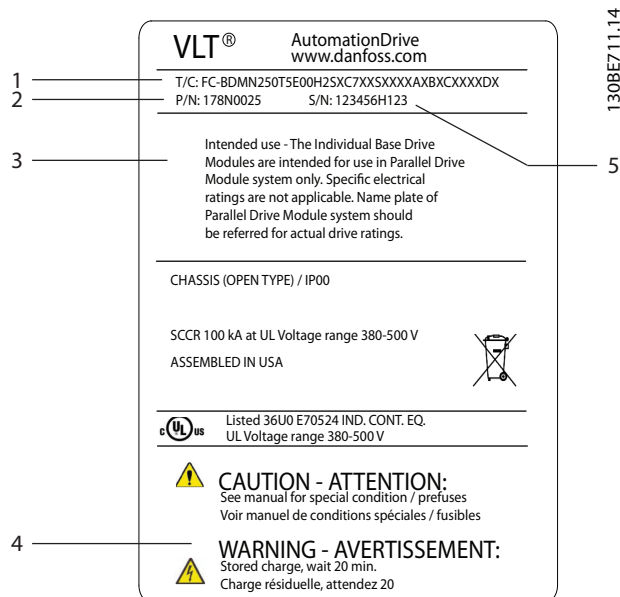 130BE711.14
VLT® AutomationDrive
www.danfoss.com
1 T/C: FC-BDMN250T5E00H2SXC7XXSXXXXAXBXCXXXXDX
2 P/N: 178N0025 S/N: 123456H123
3
5
Intended use - The Individual Base Drive
Modules are intended for use in Parallel Drive
Module system only. Specific electrical
ratings are not applicable. Name plate of
Parallel Drive Module system should
be referred for actual drive ratings.
CHASSIS (OPEN TYPE) / IP00
SCCR 100 kA at UL Voltage range 380-500 V
ASSEMBLED IN USA
c UL us Listed 36U0 E70524 IND. CONT. EQ.
UL Voltage range 380-500 V
CAUTION - ATTENTION:
See manual for special condition / prefuses
Voir manuel de conditions spéciales / fusibles
4
WARNING - AVERTISSEMENT:
Stored charge, wait 20 min.
Charge résiduelle, attendez 20